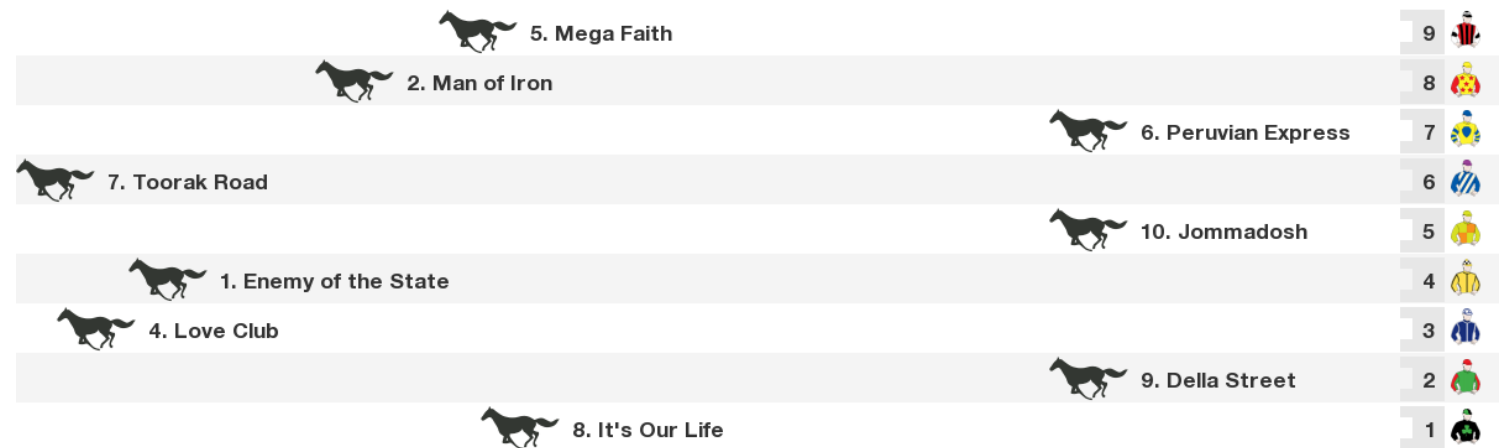 5. Mega Faith 9
2. Man of Iron 8
6. Peruvian Express 7
7. Toorak Road 6
10. Jommadosh 5
1. Enemy of the State 4
4. Love Club 3
9. Della Street 2
8. It's Our Life 1